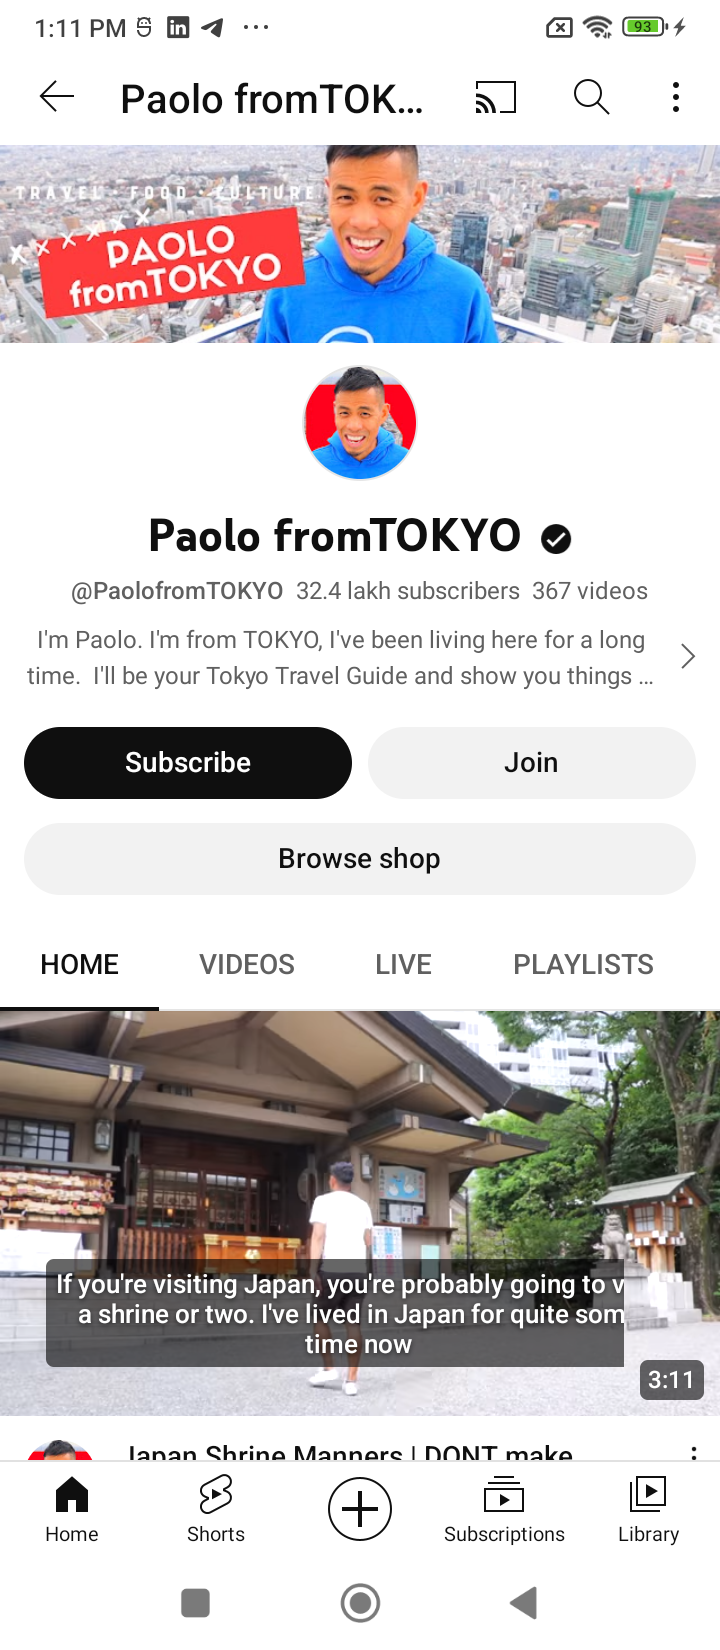 1:11 PM
93
Paolo fromTOK...
TRAVEL · FOOD · CULTURE
PAOLO
fromTOKYO
Paolo fromTOKYO
@PaolofromTOKYO 32.4 lakh subscribers 367 videos
I'm Paolo. I'm from TOKYO, I've been living here for a long
time. I'll be your Tokyo Travel Guide and show you things ...
Subscribe
Join
Browse shop
HOME
VIDEOS
LIVE
PLAYLISTS
If you're visiting Japan, you're probably going to v
a shrine or two. I've lived in Japan for quite som
time now
3:11
Japan Shrine Manners | DONT make
Home
Shorts
Subscriptions
Library